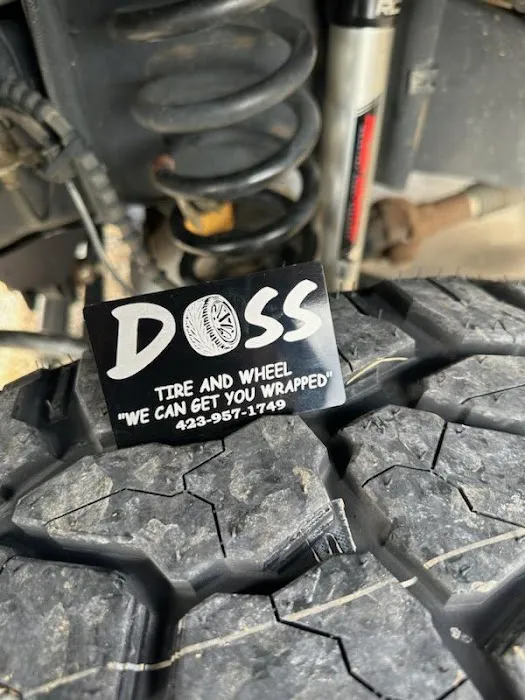 DOSS
TIRE AND WHEEL
"WE CAN GET YOU WRAPPED"
423-957-1749